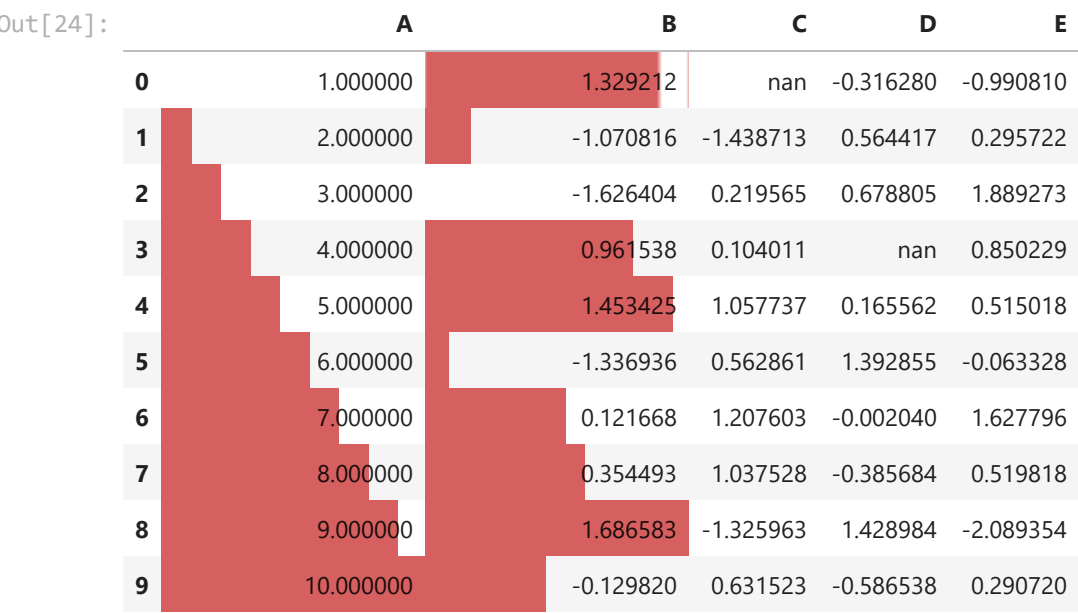 Out[24]: A B C D E
0 1.000000 1.329212 nan -0.316280 -0.990810
1 2.000000 -1.070816 -1.438713 0.564417 0.295722
2 3.000000 -1.626404 0.219565 0.678805 1.889273
3 4.000000 0.961538 0.104011 nan 0.850229
4 5.000000 1.453425 1.057737 0.165562 0.515018
5 6.000000 -1.336936 0.562861 1.392855 -0.063328
6 7.000000 0.121668 1.207603 -0.002040 1.627796
7 8.000000 0.354493 1.037528 -0.385684 0.519818
8 9.000000 1.686583 -1.325963 1.428984 -2.089354
9 10.000000 -0.129820 0.631523 -0.586538 0.290720